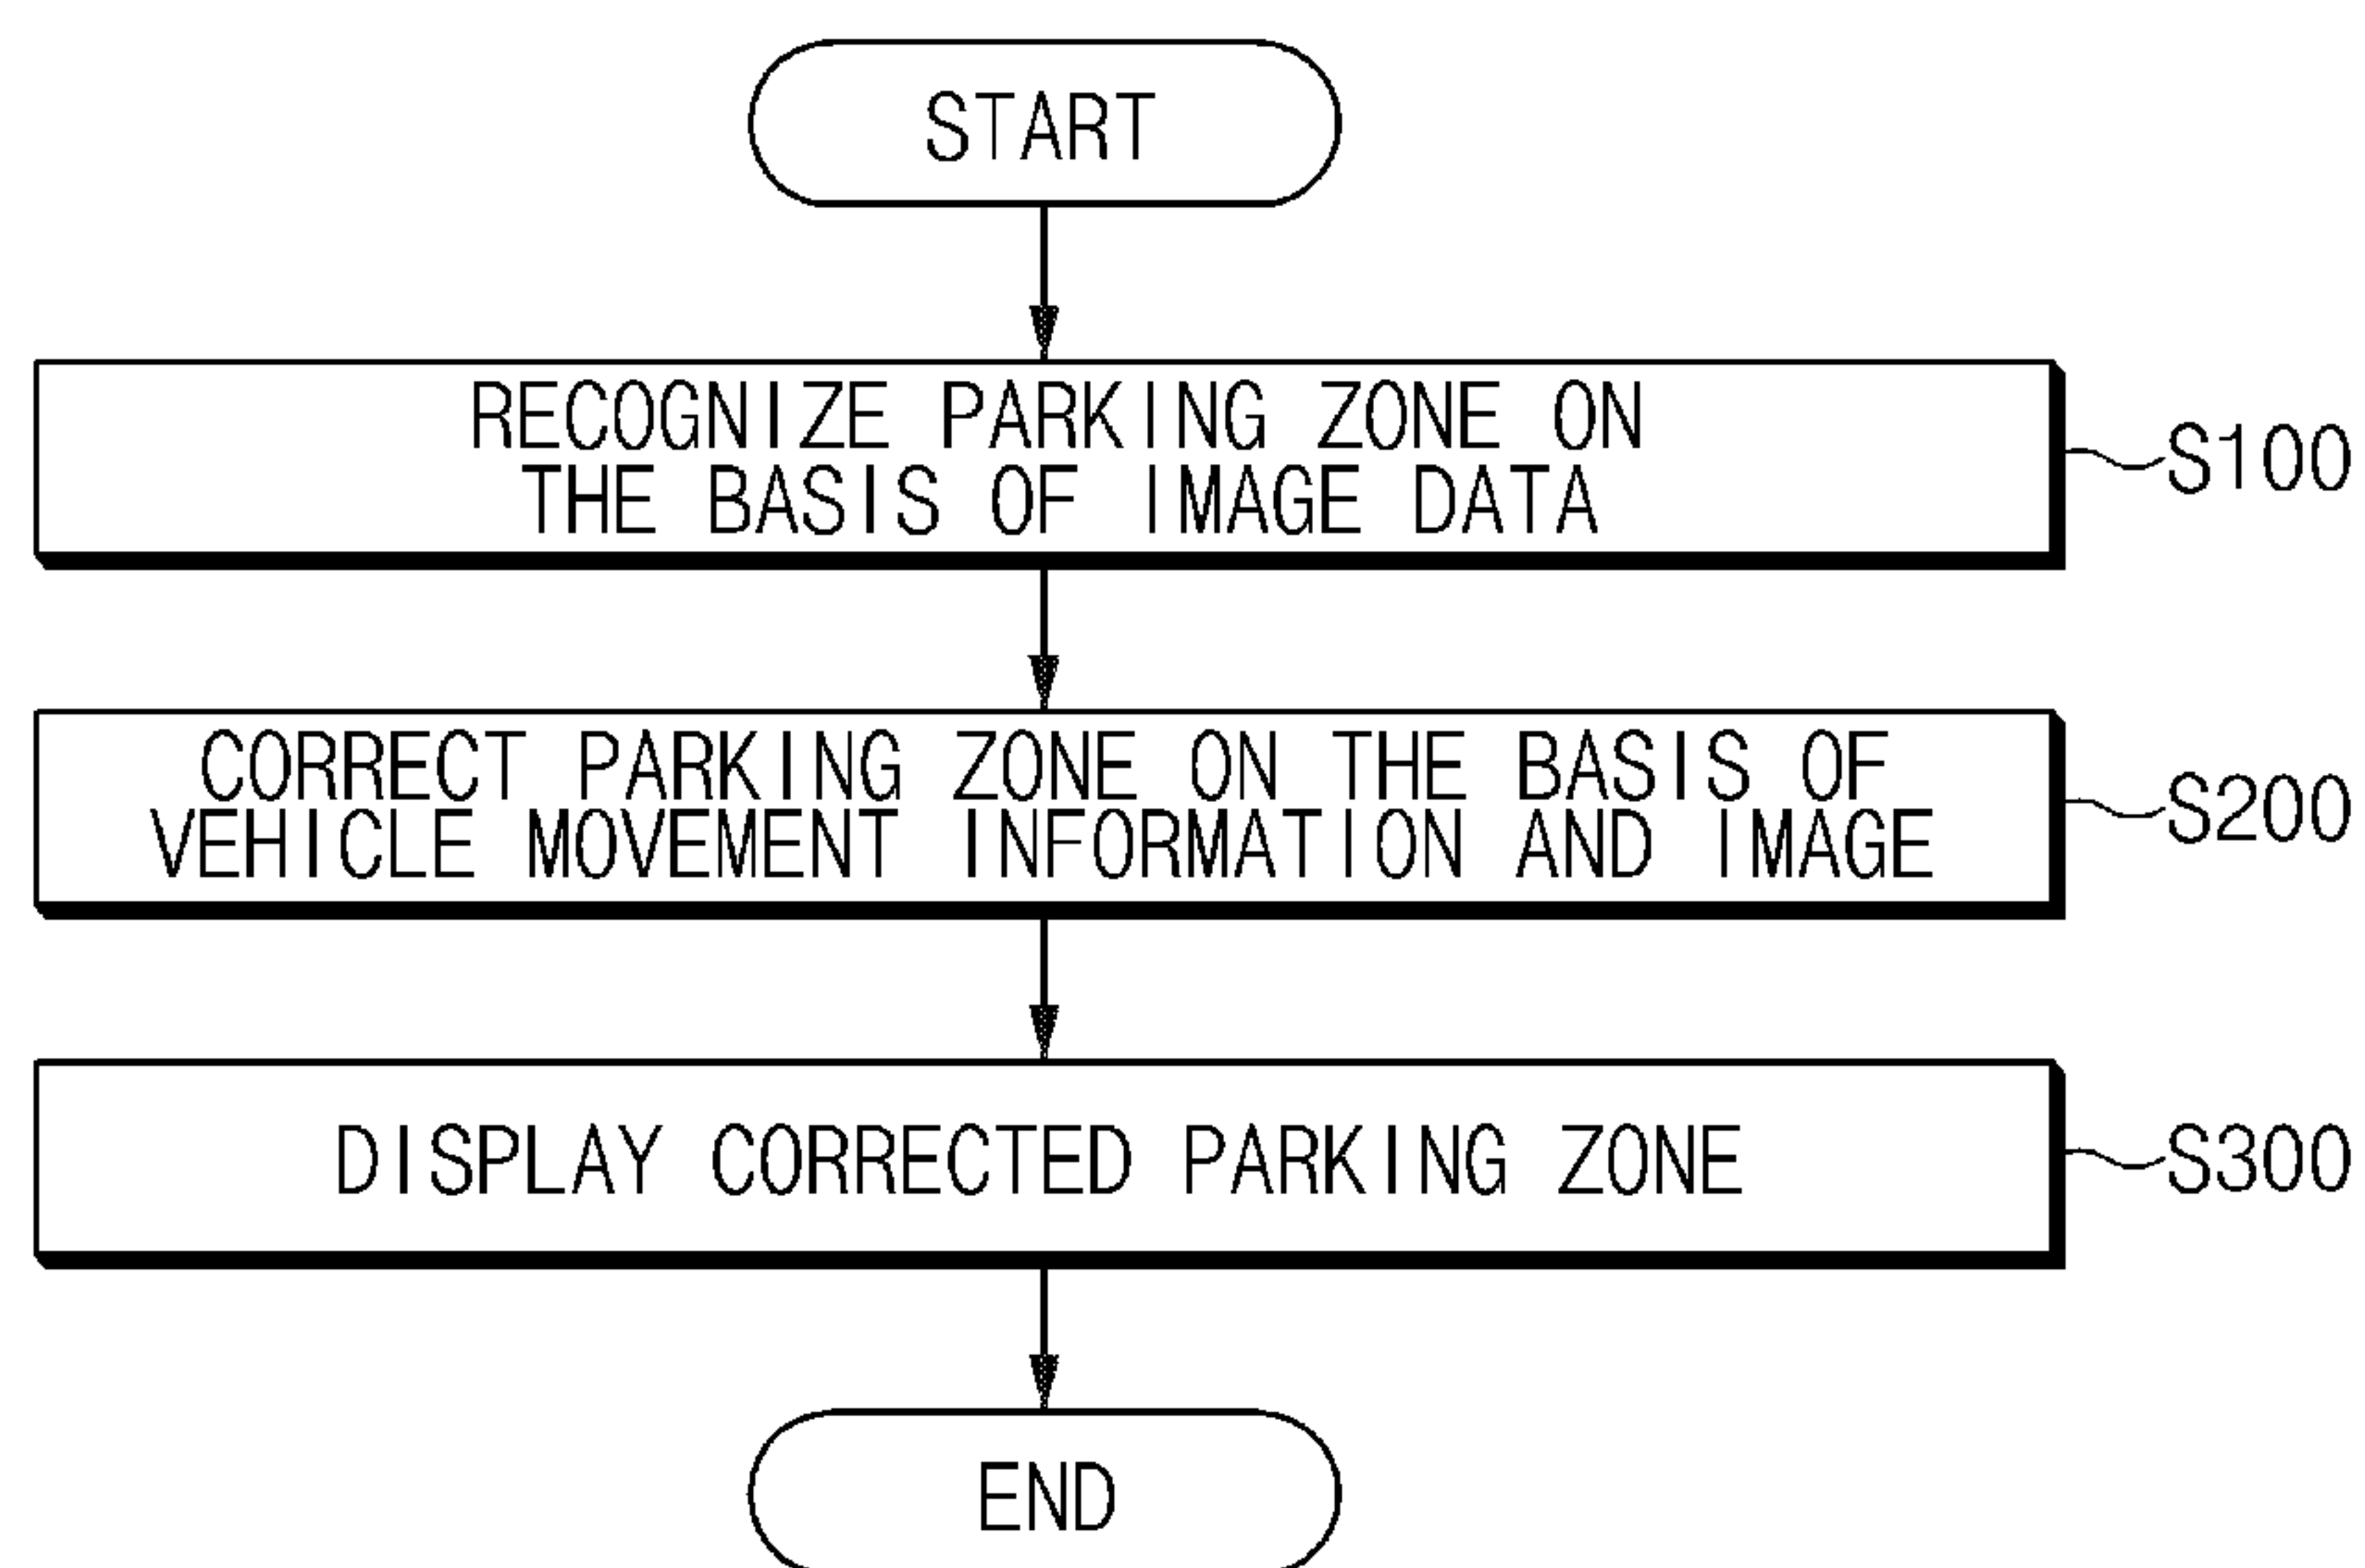 START
RECOGNIZE PARKING ZONE ON
THE BASIS OF IMAGE DATA
S100
CORRECT PARKING ZONE ON THE BASIS OF
VEHICLE MOVEMENT INFORMATION AND IMAGE
S200
DISPLAY CORRECTED PARKING ZONE
S300
END